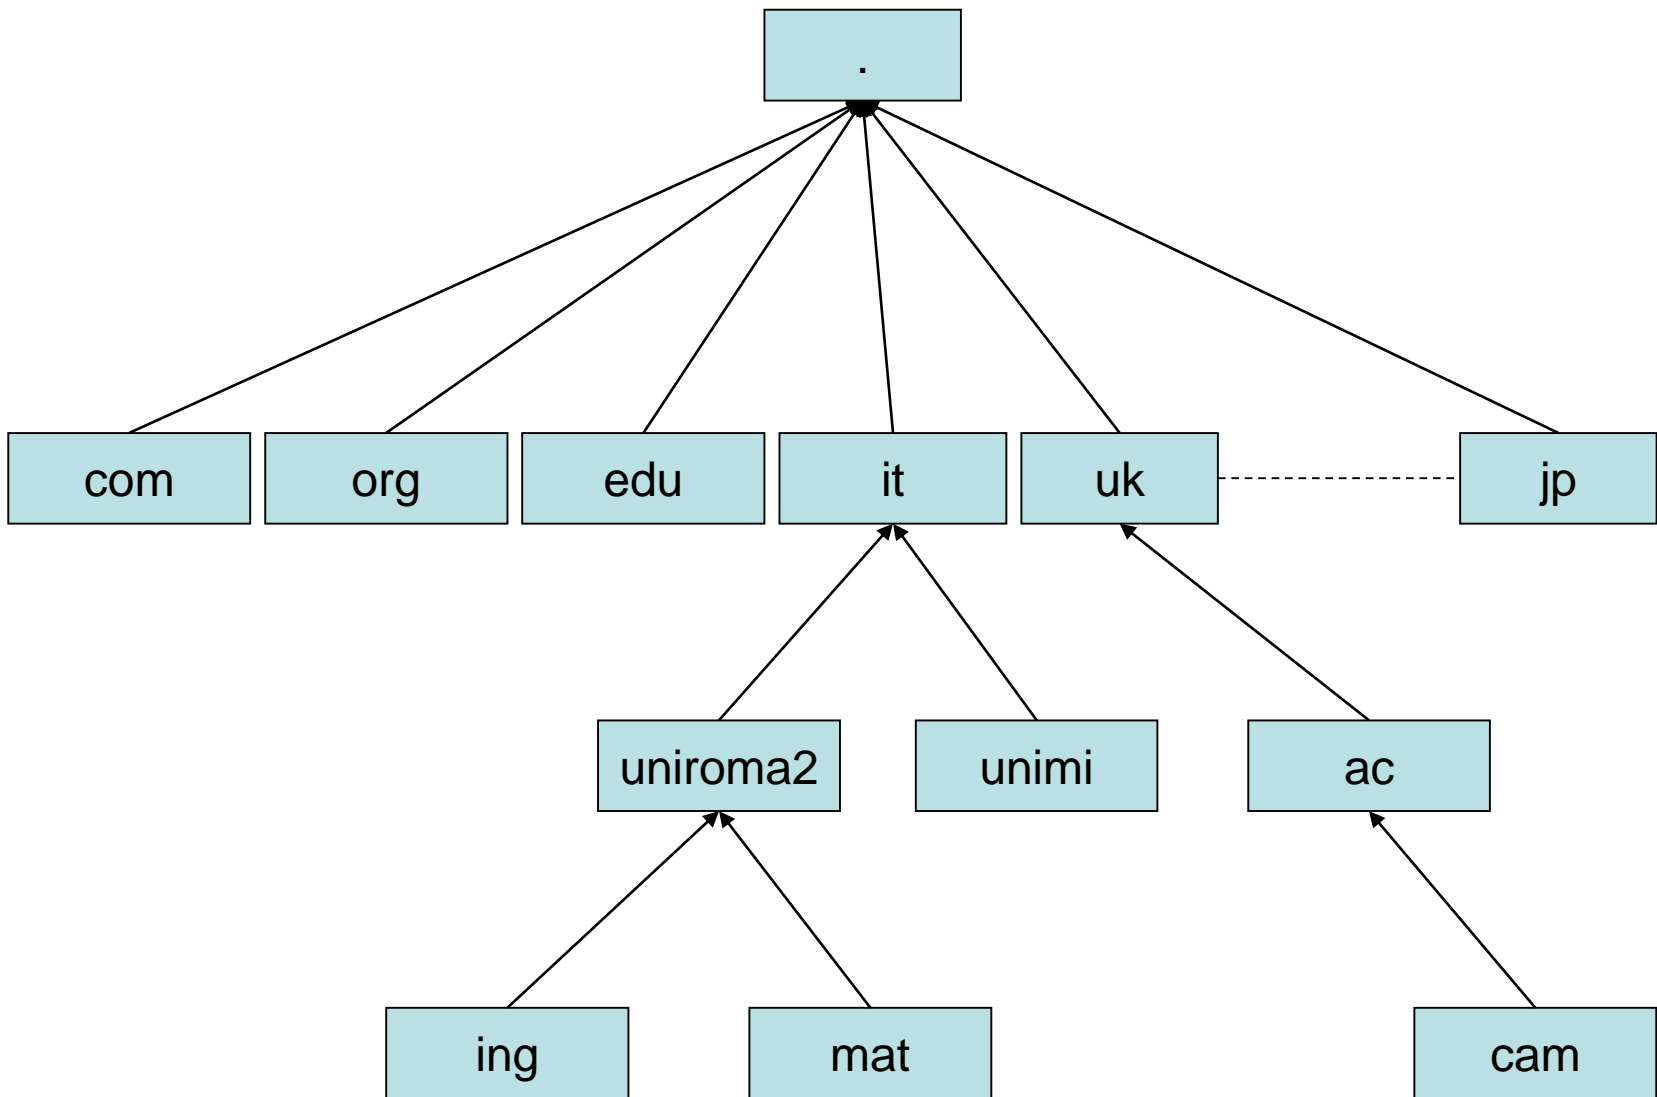 .
com
org
edu
it
uk
jp
uniroma2
unimi
ac
ing
mat
cam